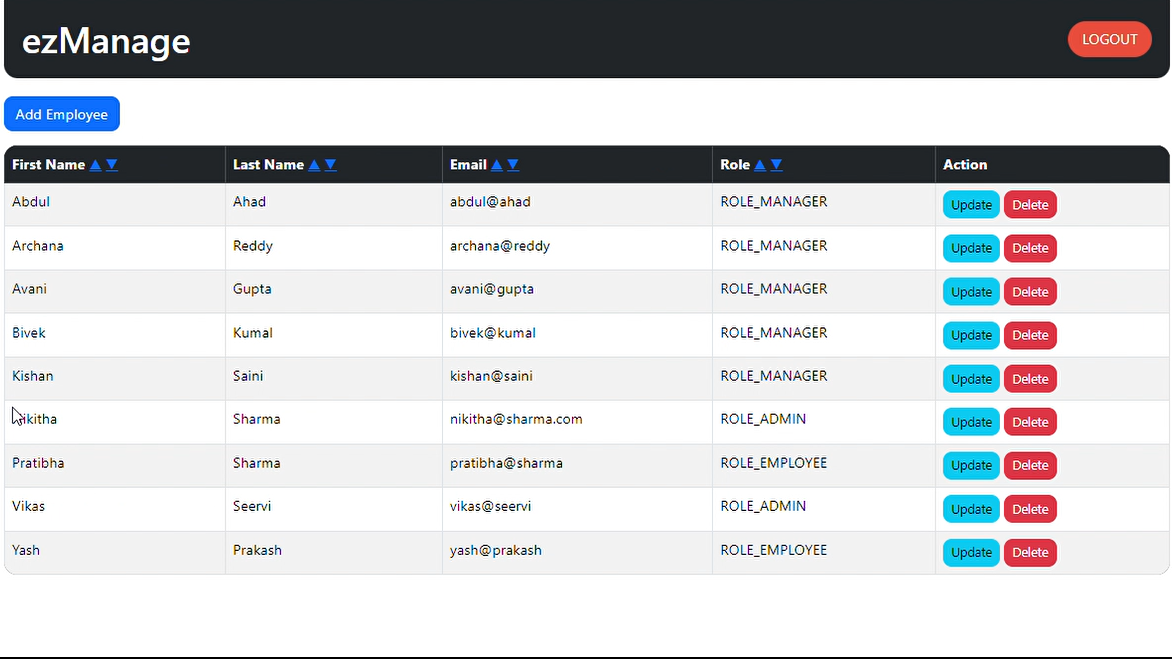 ezManage
LOGOUT
Add Employee
First Name ▲ ▼ Last Name ▲ ▼ Email ▲ ▼ Role ▲ ▼ Action
Abdul Ahad abdul@ahad ROLE_MANAGER Update Delete
Archana Reddy archana@reddy ROLE_MANAGER Update Delete
Avani Gupta avani@gupta ROLE_MANAGER Update Delete
Bivek Kumal bivek@kumal ROLE_MANAGER Update Delete
Kishan Saini kishan@saini ROLE_MANAGER Update Delete
Nikitha Sharma nikitha@sharma.com ROLE_ADMIN Update Delete
Pratibha Sharma pratibha@sharma ROLE_EMPLOYEE Update Delete
Vikas Seervi vikas@seervi ROLE_ADMIN Update Delete
Yash Prakash yash@prakash ROLE_EMPLOYEE Update Delete